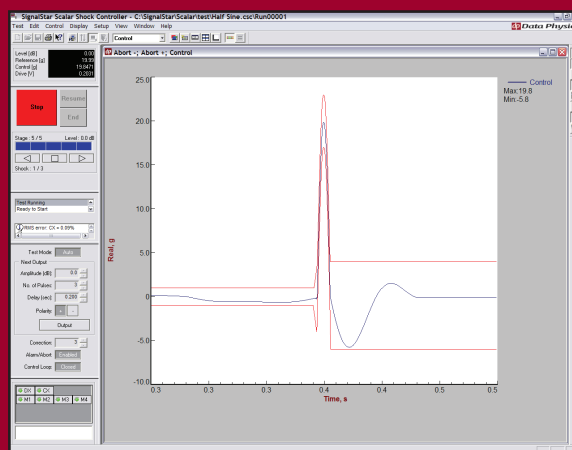 SignalStar Scalar Shock Controller - C:\SignalStar\Scalar\test\Half Sine.csc\Run00001
Test Edit Control Display Setup View Window Help
Data Physic
Control
Level [dB] 0.00
Reference [g] 19.99
Control [g] 19.8471
Drive [V] 0.2031
Stop
Resume
End
Stage : 5 / 5 Level : 0.0 dB
Shock : 1 / 3
Test Running
Ready to Start
RMS error: CX = 0.09%
Test Mode: Auto
Next Output
Amplitude (dB): 0.0
No. of Pulses: 3
Delay (sec): 0.200
Polarity: + -
Output
Correction: 3
Alarm/Abort: Enabled
Control Loop: Closed
DX CX
M1 M2 M3 M4
Abort -; Abort +; Control
Control
Max:19.8
Min:-5.8
25.0
20.0
15.0
10.0
5.0
0
-5.0
-10.0
Real, g
0.3 0.3 0.3 0.4 0.4 0.5 0.5
Time, s